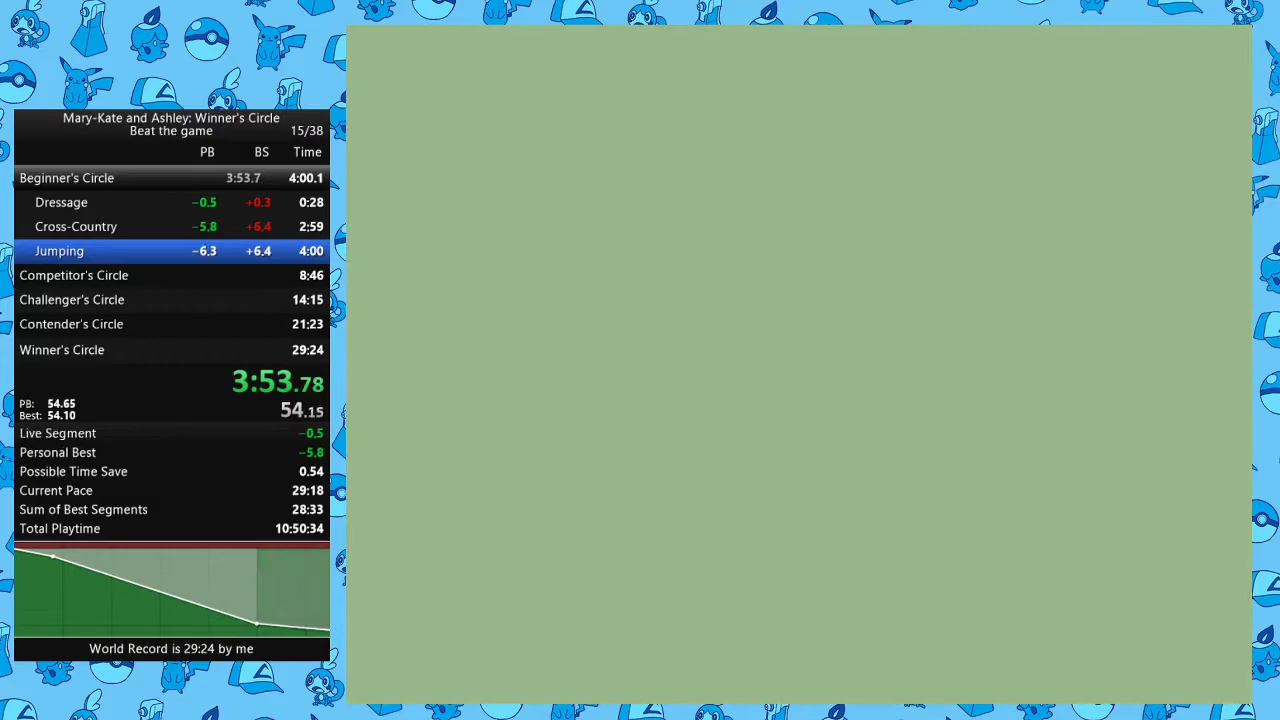 Mary-Kate and Ashley: Winner's Circle
Beat the game 15/38
PB BS Time
Beginner's Circle 3:53.7 4:00.1
Dressage −0.5 +0.3 0:28
Cross-Country −5.8 +6.4 2:59
Jumping −6.3 +6.4 4:00
Competitor's Circle 8:46
Challenger's Circle 14:15
Contender's Circle 21:23
Winner's Circle 29:24
3:53.78
PB: 54.65
Best: 54.10
54.15
Live Segment −0.5
Personal Best −5.8
Possible Time Save 0.54
Current Pace 29:18
Sum of Best Segments 28:33
Total Playtime 10:50:34
World Record is 29:24 by me